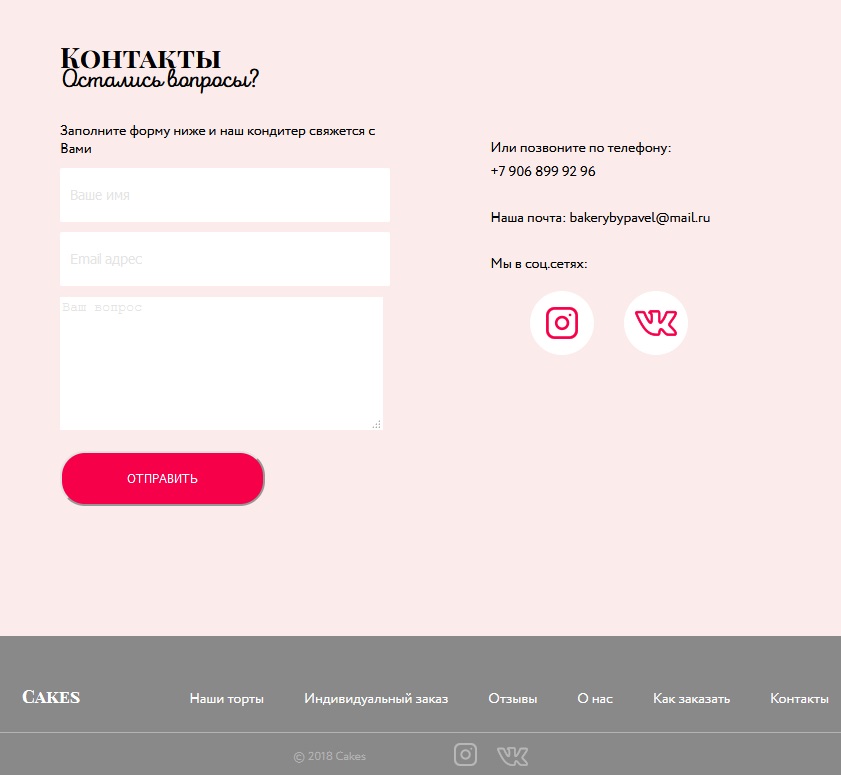 Контакты
Остались вопросы?
Заполните форму ниже и наш кондитер свяжется с
Вами
Ваше имя
Email адрес
Ваш вопрос
ОТПРАВИТЬ
Или позвоните по телефону:
+7 906 899 92 96
Наша почта: bakerybypavel@mail.ru
Мы в соц.сетях:
Cakes
Наши торты
Индивидуальный заказ
Отзывы
О нас
Как заказать
Контакты
© 2018 Cakes